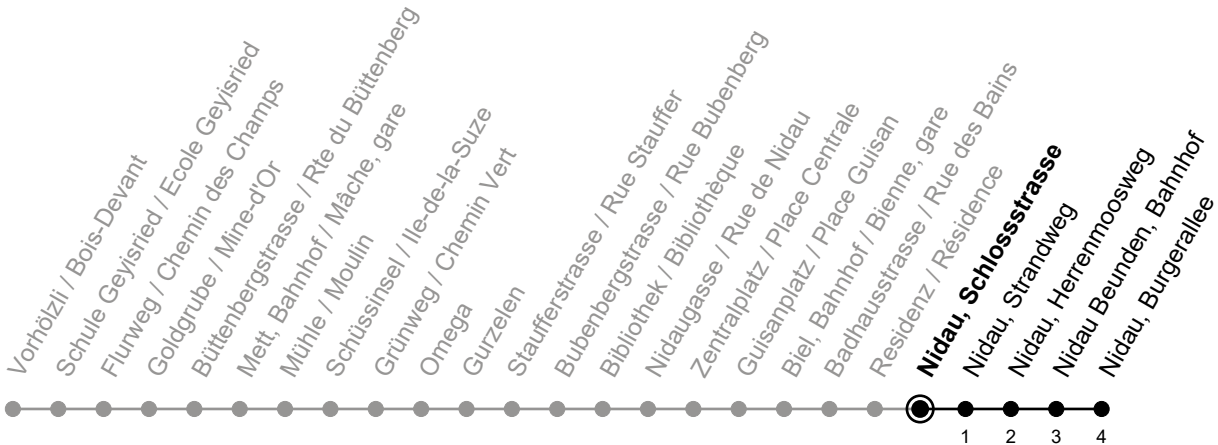 Vorhölzli / Bois-Devant
Schule Geyisried / Ecole Geyisried
Flurweg / Chemin des Champs
Goldgrube / Mine-d'Or
Büttenbergstrasse / Rte du Büttenberg
Mett, Bahnhof / Mâche, gare
Mühle / Moulin
Schüssinsel / Ile-de-la-Suze
Grünweg / Chemin Vert
Omega
Gurzelen
Staufferstrasse / Rue Stauffer
Bubenbergstrasse / Rue Bubenberg
Bibliothek / Bibliothèque
Nidaugasse / Rue de Nidau
Zentralplatz / Place Centrale
Guisanplatz / Place Guisan
Biel, Bahnhof / Bienne, gare
Badhausstrasse / Rue des Bains
Residenz / Résidence
Nidau, Schlossstrasse
Nidau, Strandweg
Nidau, Herrenmoosweg
Nidau Beunden, Bahnhof
Nidau, Burgerallee
1 2 3 4